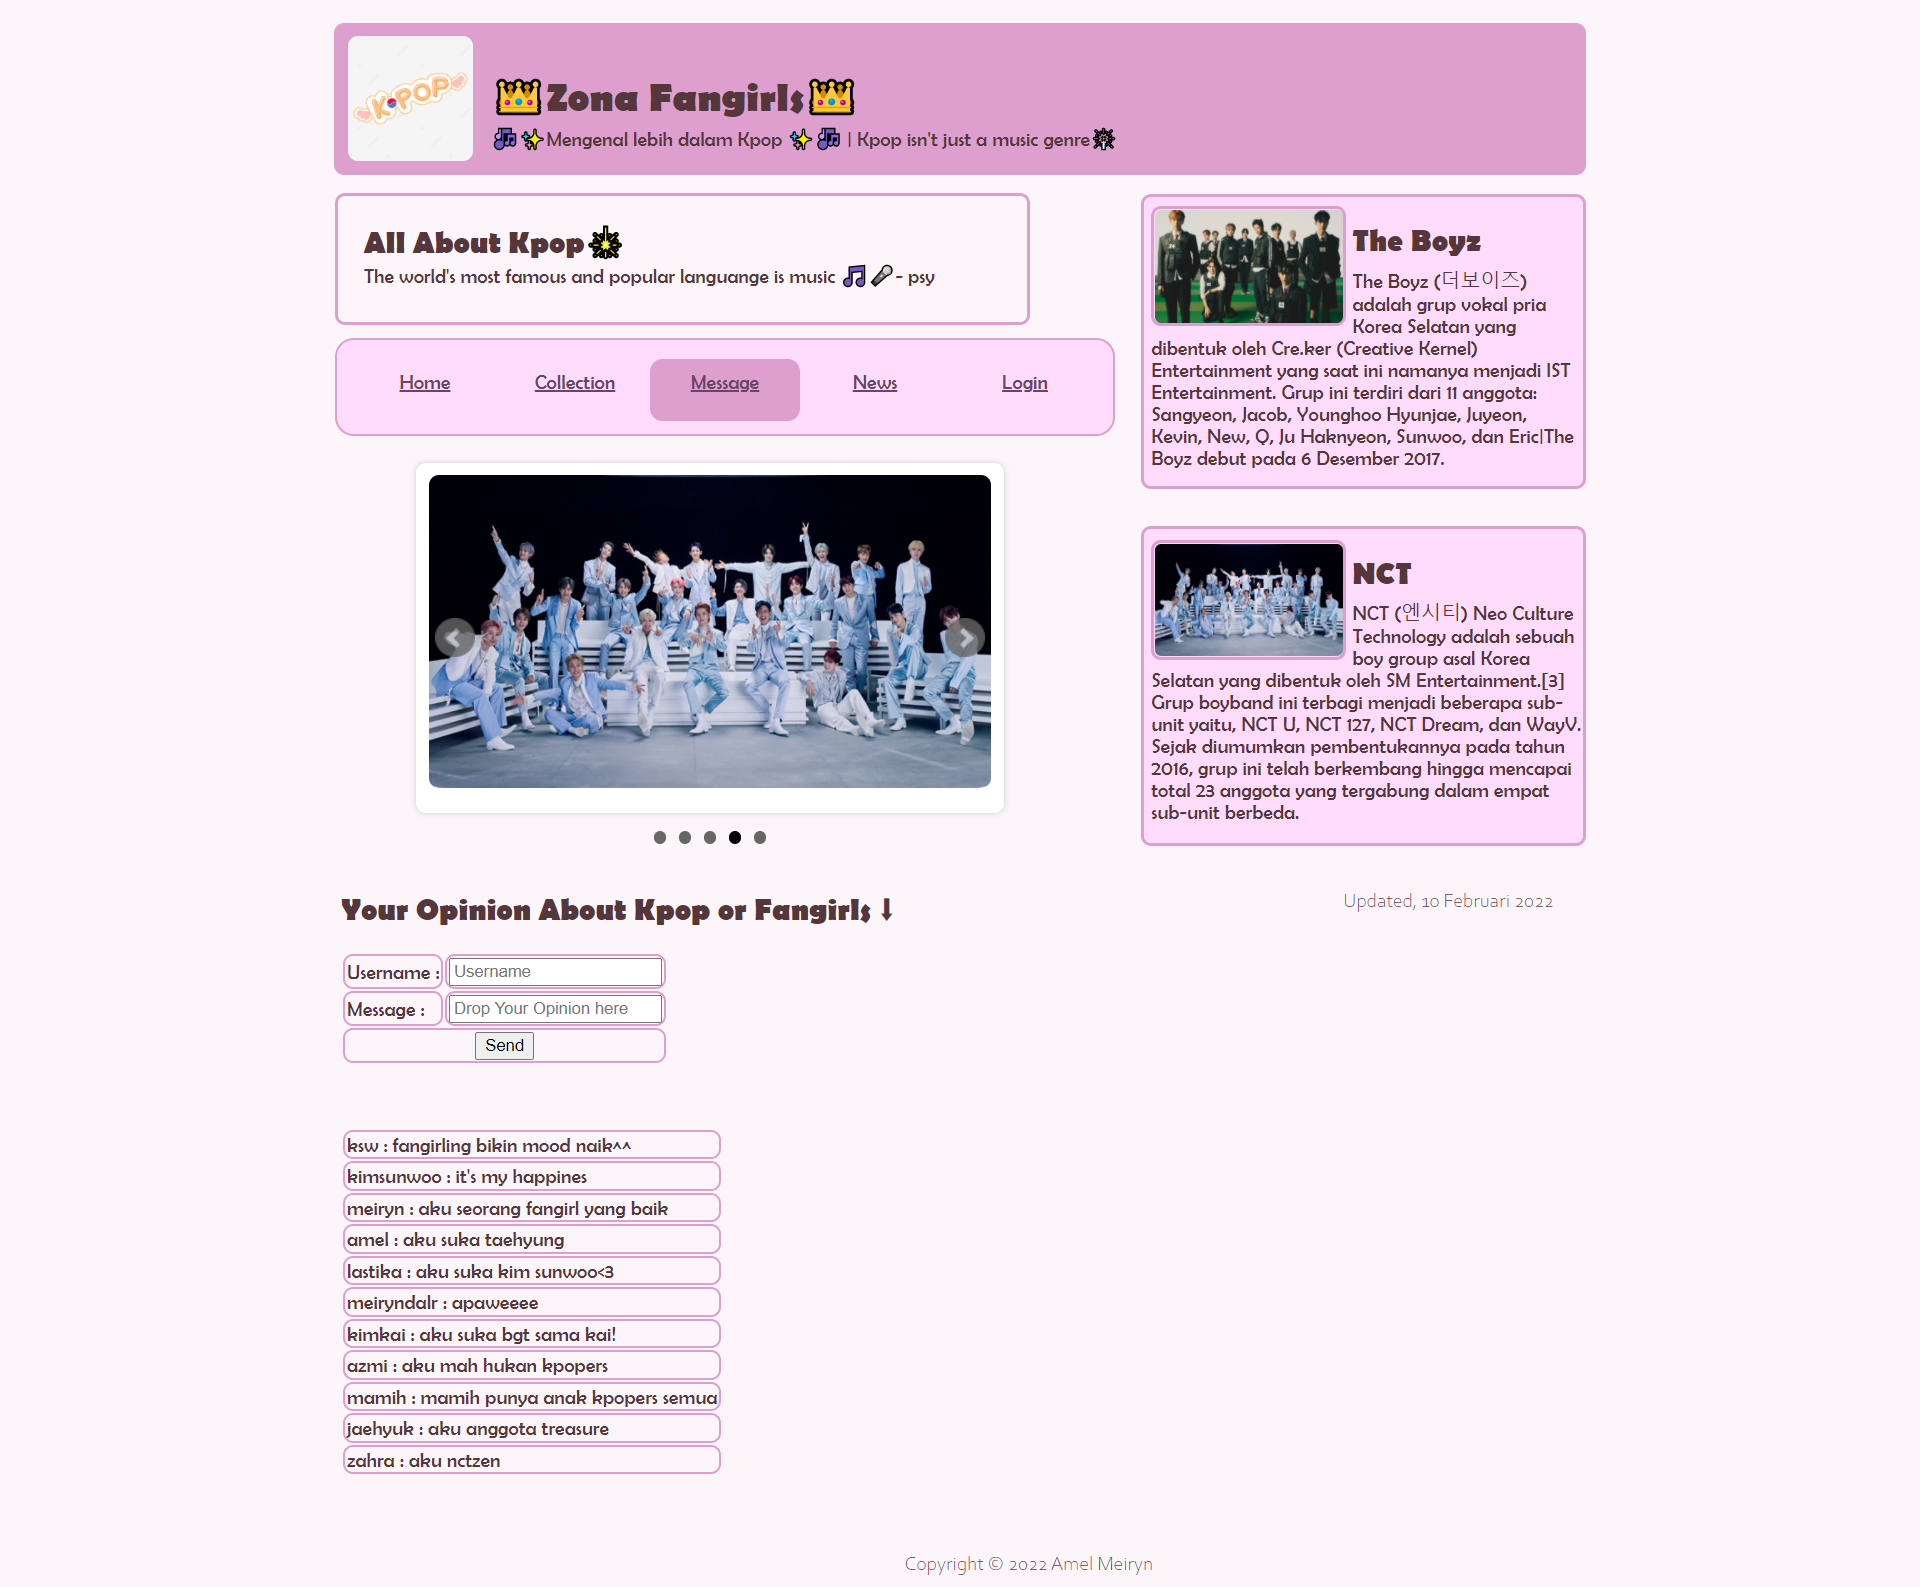 K-POP
👑Zona Fangirls👑
🎶✨Mengenal lebih dalam Kpop ✨🎶 | Kpop isn't just a music genre
All About Kpop
The world's most famous and popular languange is music 🎵🎤- psy
Home
Collection
Message
News
Login
The Boyz
The Boyz (더보이즈)
adalah grup vokal pria
Korea Selatan yang
dibentuk oleh Cre.ker (Creative Kernel)
Entertainment yang saat ini namanya menjadi IST
Entertainment. Grup ini terdiri dari 11 anggota:
Sangyeon, Jacob, Younghoo Hyunjae, Juyeon,
Kevin, New, Q, Ju Haknyeon, Sunwoo, dan Eric|The
Boyz debut pada 6 Desember 2017.
NCT
NCT (엔시티) Neo Culture
Technology adalah sebuah
boy group asal Korea
Selatan yang dibentuk oleh SM Entertainment.[3]
Grup boyband ini terbagi menjadi beberapa sub-
unit yaitu, NCT U, NCT 127, NCT Dream, dan WayV.
Sejak diumumkan pembentukannya pada tahun
2016, grup ini telah berkembang hingga mencapai
total 23 anggota yang tergabung dalam empat
sub-unit berbeda.
Updated, 10 Februari 2022
Your Opinion About Kpop or Fangirls ⬇
Username : Username
Message : Drop Your Opinion here
Send
ksw : fangirling bikin mood naik^^
kimsunwoo : it's my happines
meiryn : aku seorang fangirl yang baik
amel : aku suka taehyung
lastika : aku suka kim sunwoo<3
meiryndalr : apaweeee
kimkai : aku suka bgt sama kai!
azmi : aku mah hukan kpopers
mamih : mamih punya anak kpopers semua
jaehyuk : aku anggota treasure
zahra : aku nctzen
Copyright © 2022 Amel Meiryn